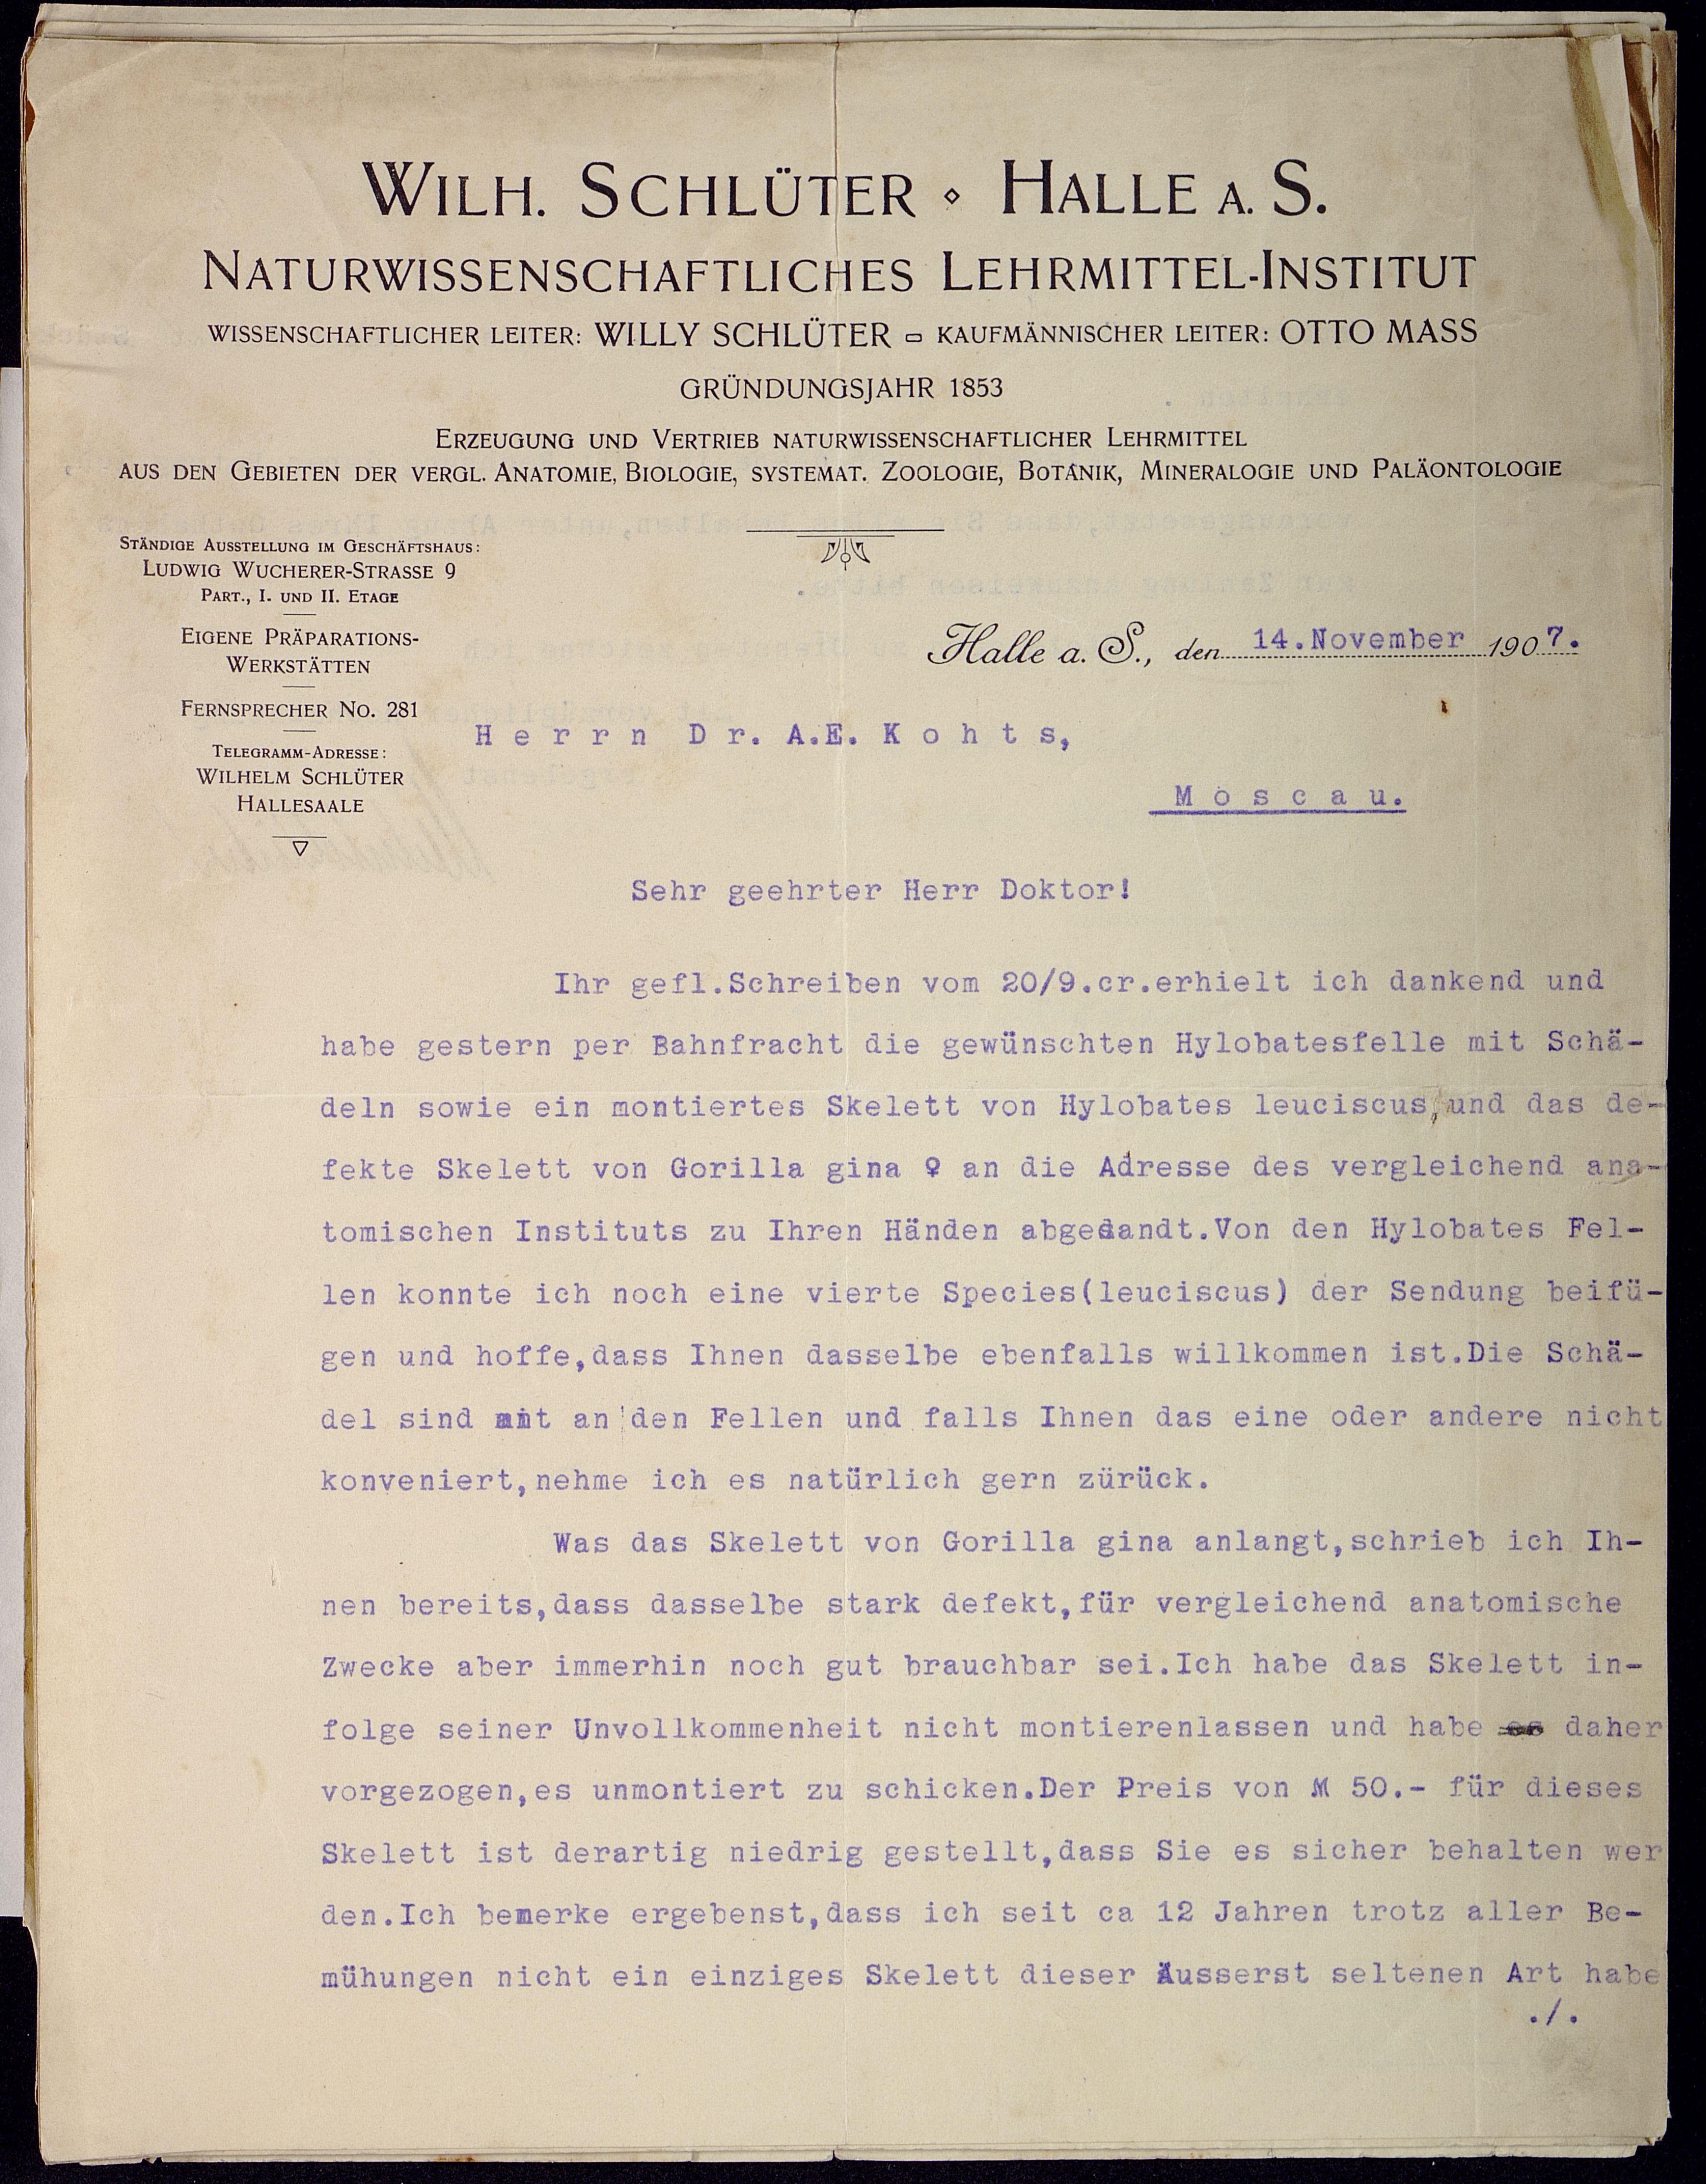 WILH. SCHLÜTER ⋄ HALLE A. S.
NATURWISSENSCHAFTLICHES LEHRMITTEL-INSTITUT
WISSENSCHAFTLICHER LEITER: WILLY SCHLÜTER ▭ KAUFMÄNNISCHER LEITER: OTTO MASS
GRÜNDUNGSJAHR 1853
ERZEUGUNG UND VERTRIEB NATURWISSENSCHAFTLICHER LEHRMITTEL
AUS DEN GEBIETEN DER VERGL. ANATOMIE, BIOLOGIE, SYSTEMAT. ZOOLOGIE, BOTANIK, MINERALOGIE UND PALÄONTOLOGIE
STÄNDIGE AUSSTELLUNG IM GESCHÄFTSHAUS:
LUDWIG WUCHERER-STRASSE 9
PART., I. UND II. ETAGE
EIGENE PRÄPARATIONS-
WERKSTÄTTEN
FERNSPRECHER NO. 281
TELEGRAMM-ADRESSE:
WILHELM SCHLÜTER
HALLESAALE
Halle a. S., den 14.November 1907.
Herrn Dr. A.E. Kohts,
Moscau.
Sehr geehrter Herr Doktor!
Ihr gefl.Schreiben vom 20/9.cr.erhielt ich dankend und
habe gestern per Bahnfracht die gewünschten Hylobatesfelle mit Schä-
deln sowie ein montiertes Skelett von Hylobates leuciscus,und das de-
fekte Skelett von Gorilla gina ♀ an die Adresse des vergleichend ana-
tomischen Instituts zu Ihren Händen abgesandt.Von den Hylobates Fel-
len konnte ich noch eine vierte Species(leuciscus) der Sendung beifü-
gen und hoffe,dass Ihnen dasselbe ebenfalls willkommen ist.Die Schä-
del sind mit an den Fellen und falls Ihnen das eine oder andere nicht
konveniert,nehme ich es natürlich gern zürück.
Was das Skelett von Gorilla gina anlangt,schrieb ich Ih-
nen bereits,dass dasselbe stark defekt,für vergleichend anatomische
Zwecke aber immerhin noch gut brauchbar sei.Ich habe das Skelett in-
folge seiner Unvollkommenheit nicht montierenlassen und habe es daher
vorgezogen,es unmontiert zu schicken.Der Preis von M 50.- für dieses
Skelett ist derartig niedrig gestellt,dass Sie es sicher behalten wer
den.Ich bemerke ergebenst,dass ich seit ca 12 Jahren trotz aller Be-
mühungen nicht ein einziges Skelett dieser Äusserst seltenen Art habe
./.